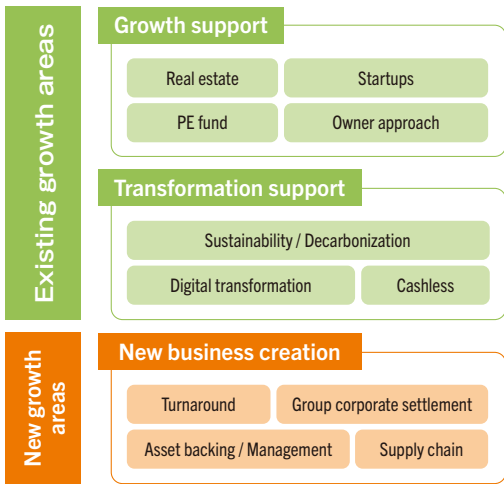 Existing growth areas
Growth support
Real estate
Startups
PE fund
Owner approach
Transformation support
Sustainability / Decarbonization
Digital transformation
Cashless
New growth
areas
New business creation
Turnaround
Group corporate settlement
Asset backing / Management
Supply chain